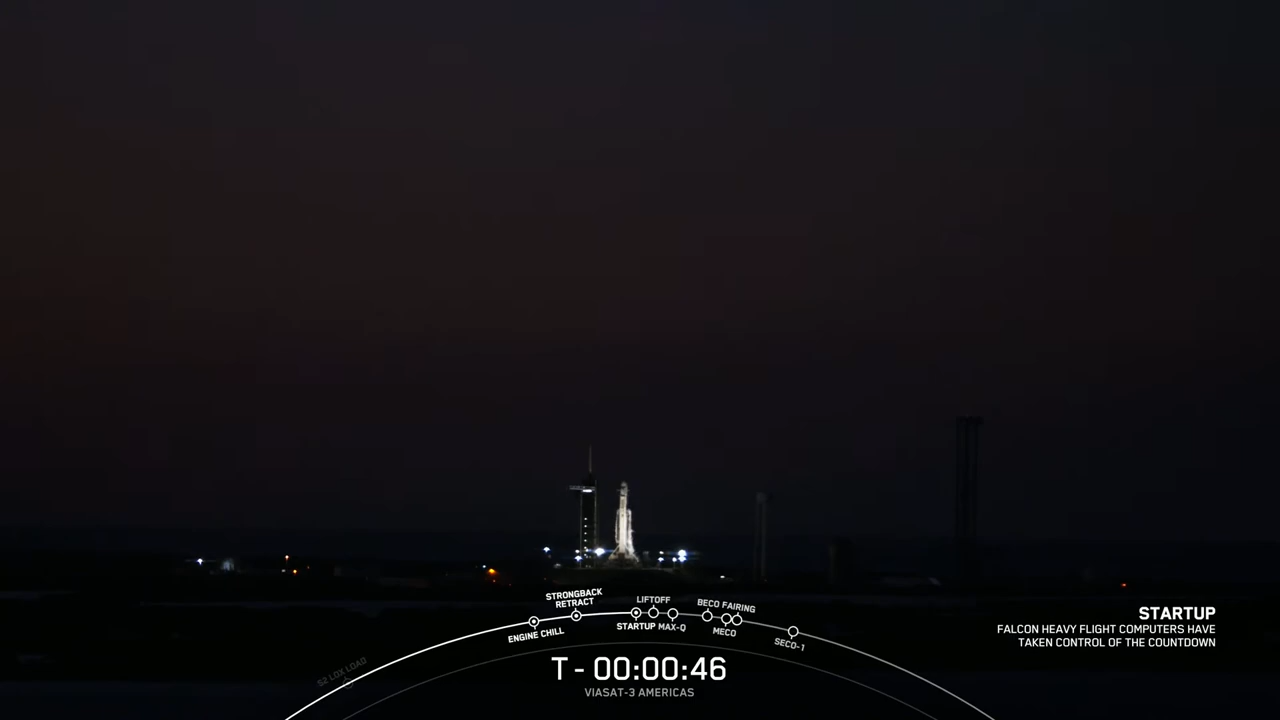 STRONGBACK
RETRACT
LIFTOFF
BECO
FAIRING
ENGINE CHILL
STARTUP
MAX-Q
MECO
SECO-1
S2 LOX LOAD
T- 00:00:46
VIASAT-3 AMERICAS
STARTUP
FALCON HEAVY FLIGHT COMPUTERS HAVE
TAKEN CONTROL OF THE COUNTDOWN